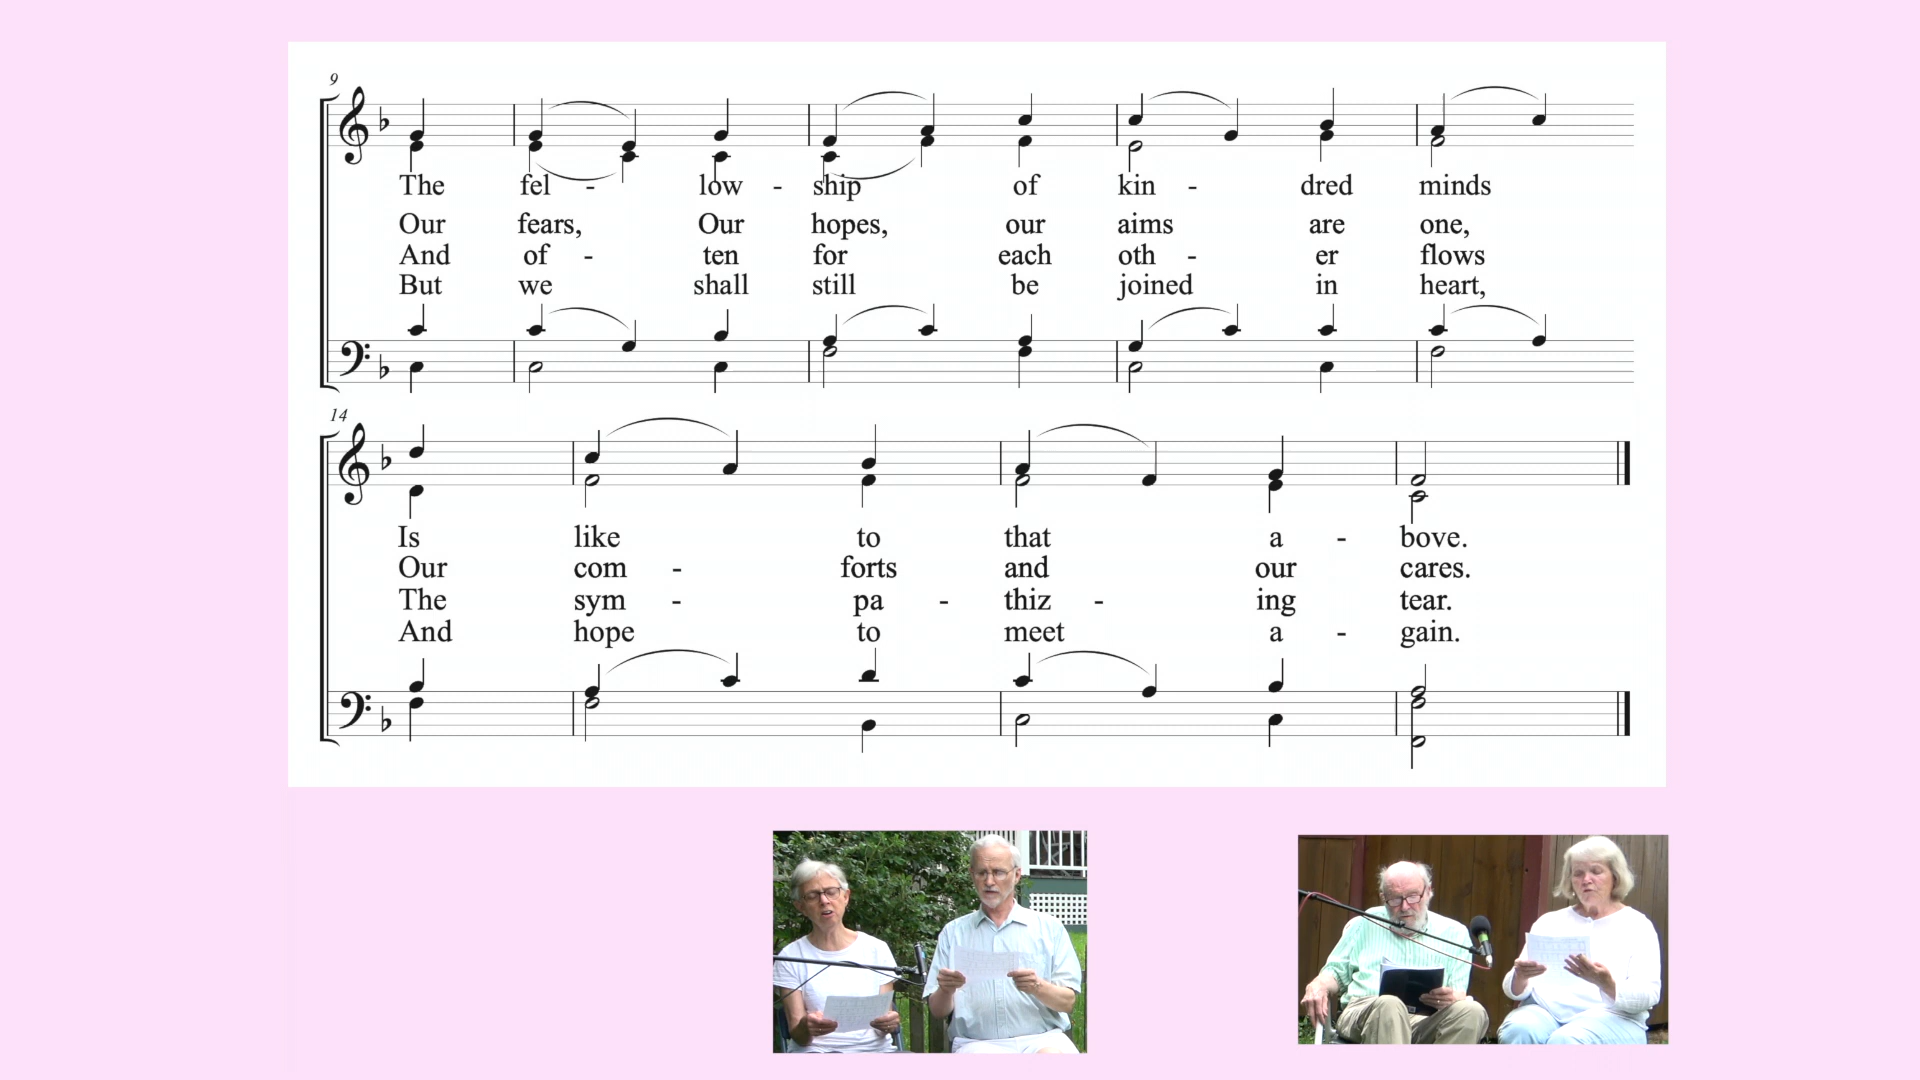 9
The fel - low - ship of kin - dred minds
Our fears, Our hopes, our aims are one,
And of - ten for each oth - er flows
But we shall still be joined in heart,
14
Is like to that a - bove.
Our com - forts and our cares.
The sym - pa - thiz - ing tear.
And hope to meet a - gain.